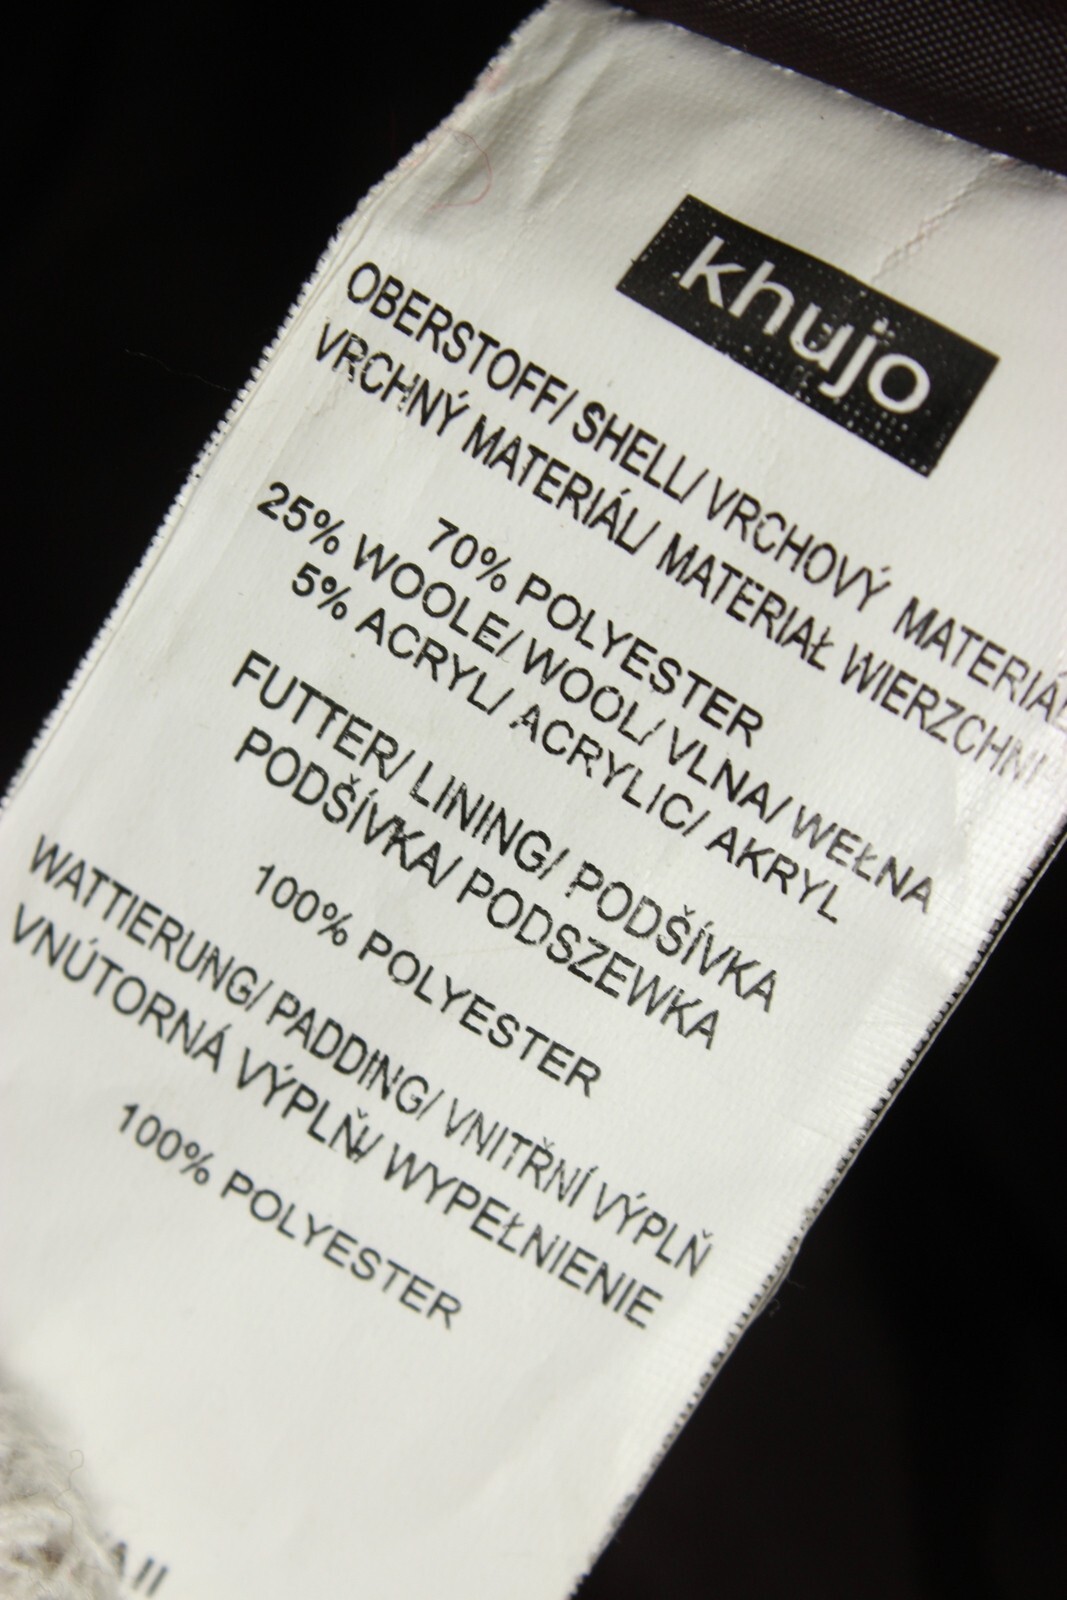 khujo
OBERSTOFF/ SHELL/ VRCHOVÝ MATERIÁL
VRCHNÝ MATERIÁL/ MATERIAŁ WIERZCHNI
70% POLYESTER
25% WOOLE/ WOOL/ VLNA/ WEŁNA
5% ACRYL/ ACRYLIC/ AKRYL
FUTTER/ LINING/ PODŠÍVKA
PODŠÍVKA/ PODSZEWKA
100% POLYESTER
WATTIERUNG/ PADDING/ VNITŘNÍ VÝPLŇ
VNÚTORNÁ VÝPLŇ/ WYPEŁNIENIE
100% POLYESTER